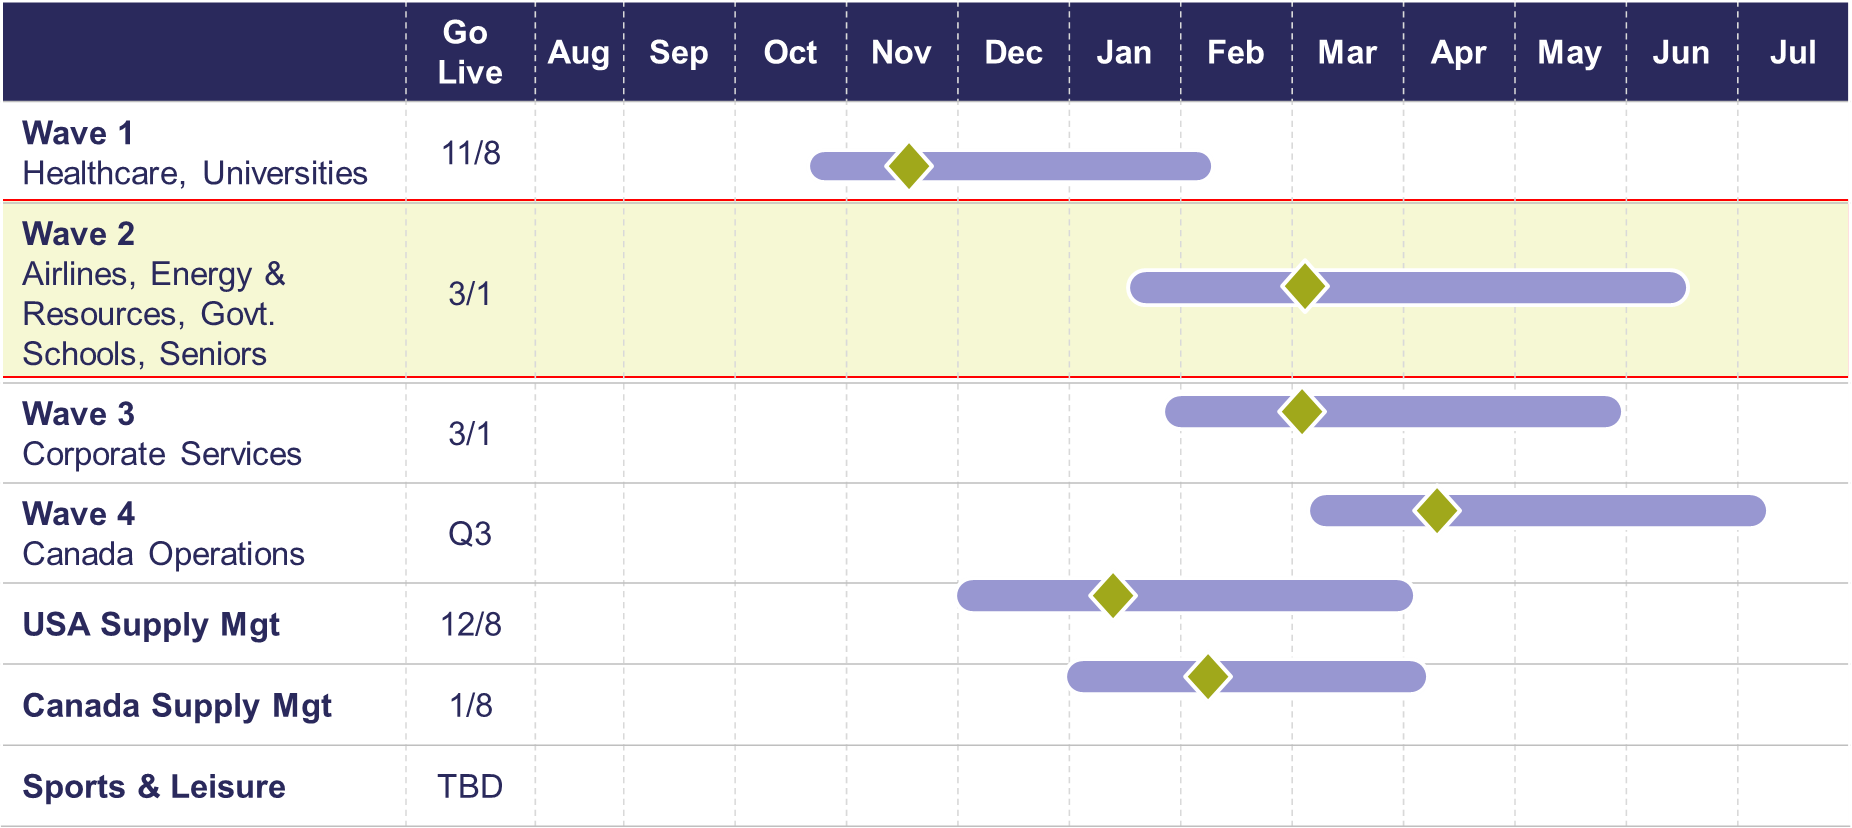 Go
Live
Aug Sep Oct Nov Dec Jan Feb Mar Apr May Jun Jul
Wave 1
Healthcare, Universities
11/8
Wave 2
Airlines, Energy &
Resources, Govt.
Schools, Seniors
3/1
Wave 3
Corporate Services
3/1
Wave 4
Canada Operations
Q3
USA Supply Mgt 12/8
Canada Supply Mgt 1/8
Sports & Leisure TBD